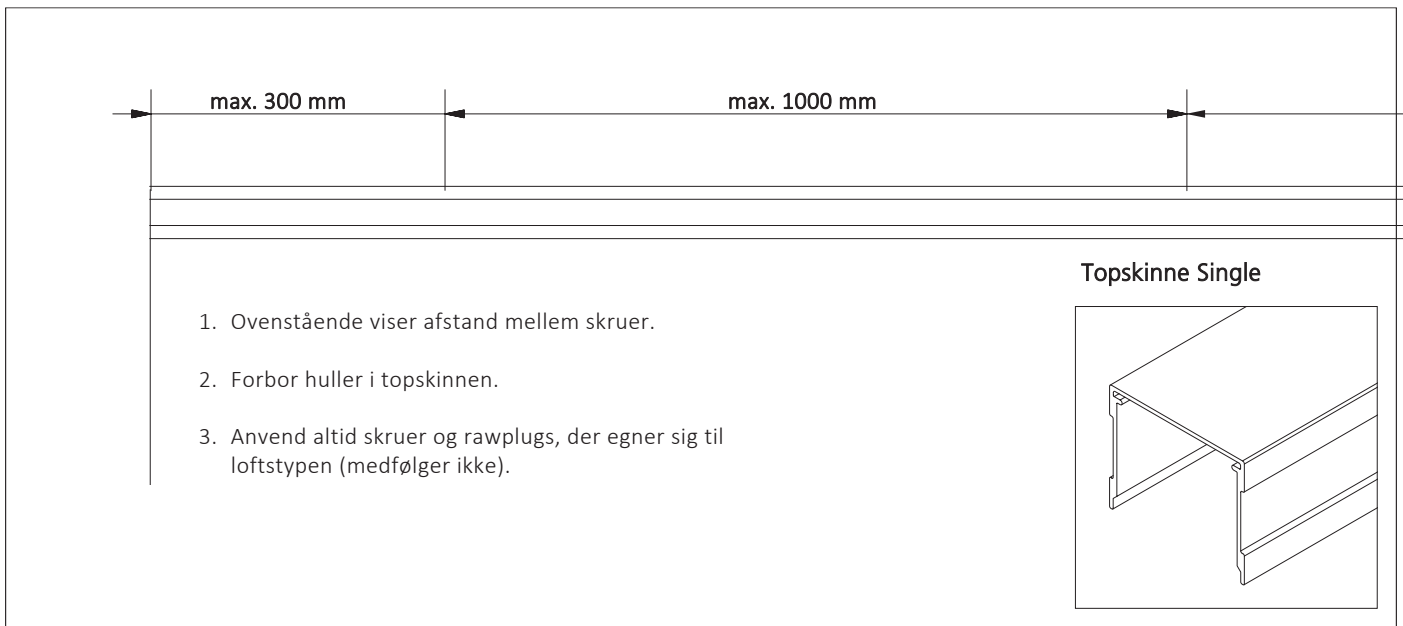 max. 300 mm
max. 1000 mm
Topskinne Single
1. Ovenstående viser afstand mellem skruer.
2. Forbor huller i topskinnen.
3. Anvend altid skruer og rawplugs, der egner sig til
loftstypen (medfølger ikke).